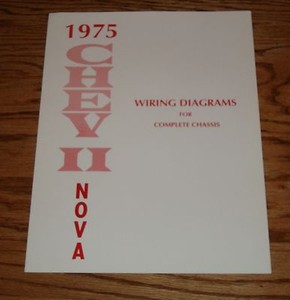 1975
CHEV II
NOVA
WIRING DIAGRAMS
FOR
COMPLETE CHASSIS